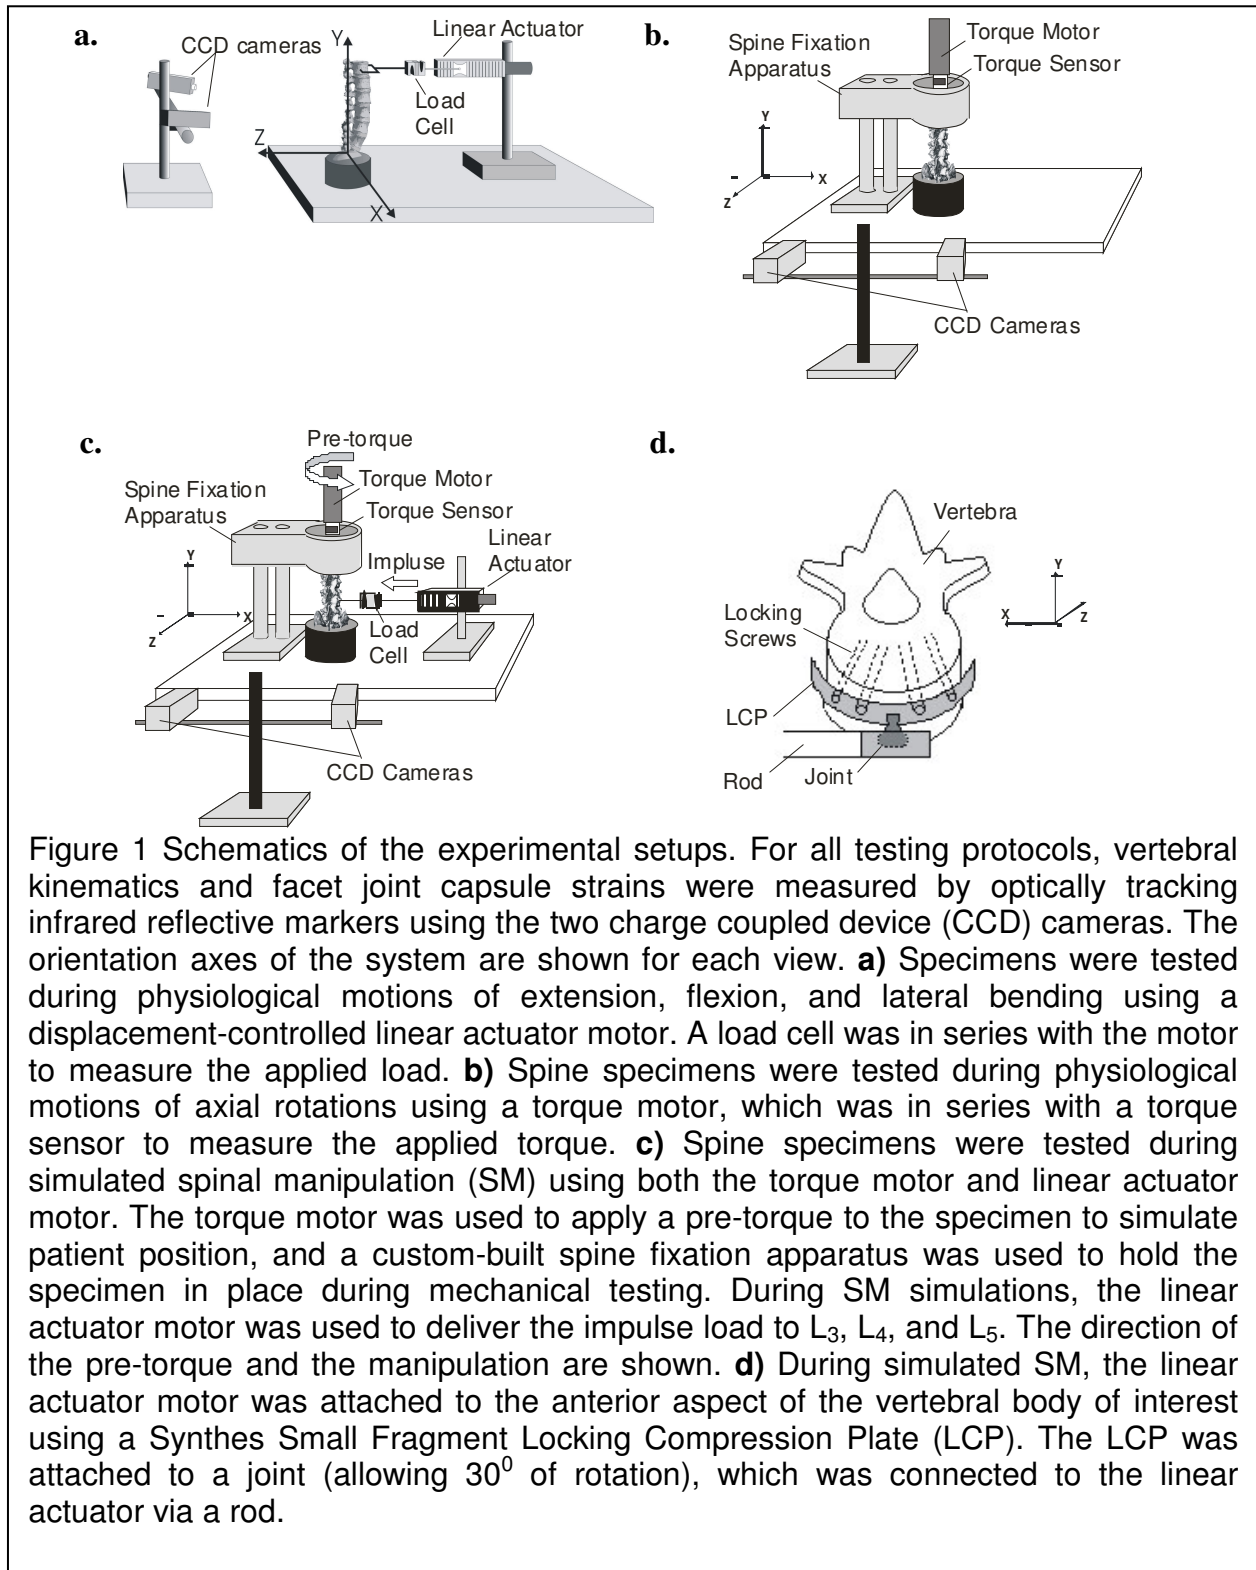 a.
CCD cameras
Y
Linear Actuator
Load
Cell
Z
X
b.
Spine Fixation
Apparatus
Torque Motor
Torque Sensor
Y
X
Z
CCD Cameras
c.
Pre-torque
Torque Motor
Spine Fixation
Apparatus
Torque Sensor
Linear
Actuator
Impluse
Y
X
Z
Load
Cell
CCD Cameras
d.
Vertebra
Locking
Screws
Y
X
Z
LCP
Rod
Joint
Figure 1 Schematics of the experimental setups. For all testing protocols, vertebral
kinematics and facet joint capsule strains were measured by optically tracking
infrared reflective markers using the two charge coupled device (CCD) cameras. The
orientation axes of the system are shown for each view. a) Specimens were tested
during physiological motions of extension, flexion, and lateral bending using a
displacement-controlled linear actuator motor. A load cell was in series with the motor
to measure the applied load. b) Spine specimens were tested during physiological
motions of axial rotations using a torque motor, which was in series with a torque
sensor to measure the applied torque. c) Spine specimens were tested during
simulated spinal manipulation (SM) using both the torque motor and linear actuator
motor. The torque motor was used to apply a pre-torque to the specimen to simulate
patient position, and a custom-built spine fixation apparatus was used to hold the
specimen in place during mechanical testing. During SM simulations, the linear
actuator motor was used to deliver the impulse load to L₃, L₄, and L₅. The direction of
the pre-torque and the manipulation are shown. d) During simulated SM, the linear
actuator motor was attached to the anterior aspect of the vertebral body of interest
using a Synthes Small Fragment Locking Compression Plate (LCP). The LCP was
attached to a joint (allowing 30⁰ of rotation), which was connected to the linear
actuator via a rod.